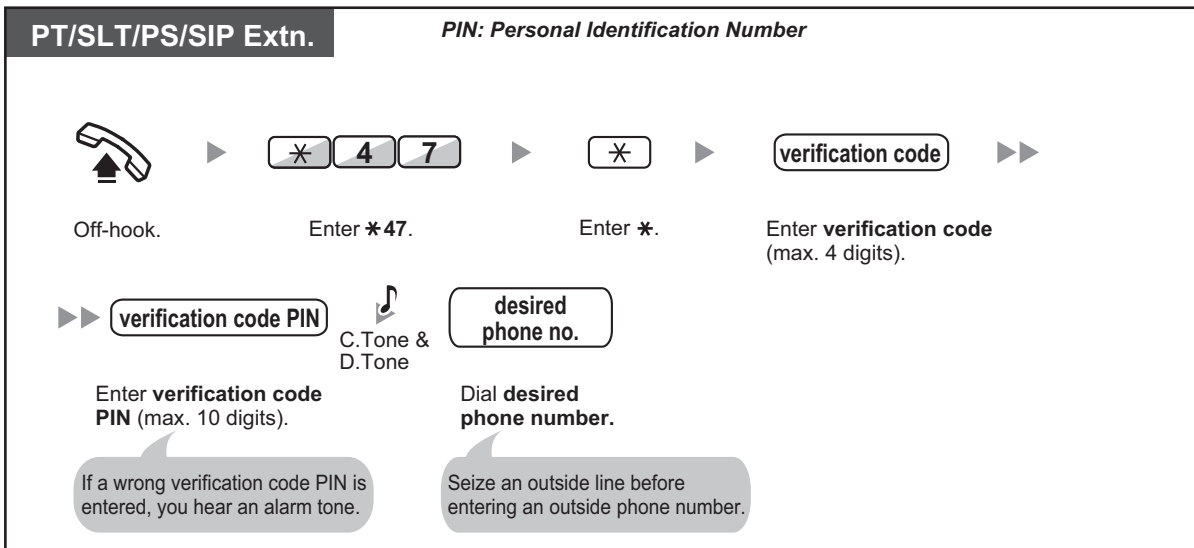 PT/SLT/PS/SIP Extn.
PIN: Personal Identification Number
Off-hook.
✳ 4 7
Enter ✳47.
✳
Enter ✳.
verification code
Enter verification code
(max. 4 digits).
verification code PIN
Enter verification code
PIN (max. 10 digits).
If a wrong verification code PIN is
entered, you hear an alarm tone.
C.Tone &
D.Tone
desired
phone no.
Dial desired
phone number.
Seize an outside line before
entering an outside phone number.